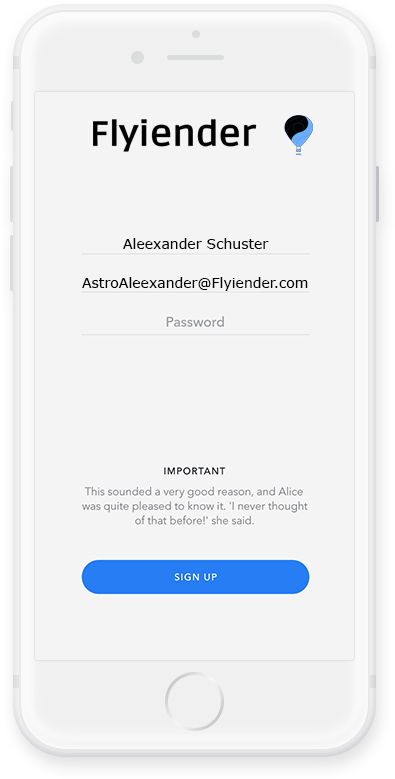 Flyiender
Aleexander Schuster
AstroAleexander@Flyiender.com
Password
IMPORTANT
This sounded a very good reason, and Alice
was quite pleased to know it. 'I never thought
of that before!' she said.
SIGN UP